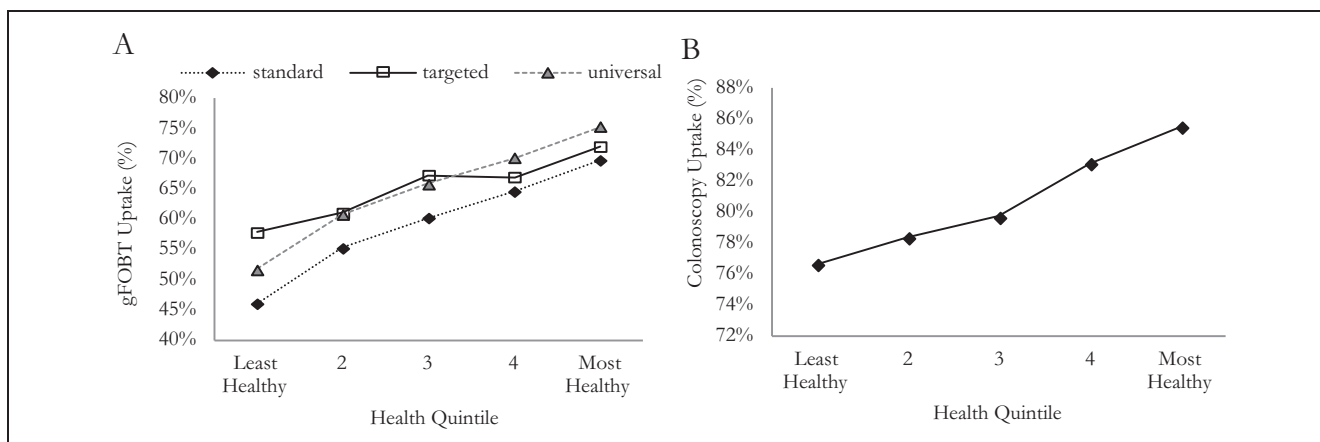 A
standard targeted universal
gFOBT Uptake (%)
80%
75%
70%
65%
60%
55%
50%
45%
40%
Least Healthy
2
3
4
Most Healthy
Health Quintile
B
Colonoscopy Uptake (%)
88%
86%
84%
82%
80%
78%
76%
74%
72%
Least Healthy
2
3
4
Most Healthy
Health Quintile